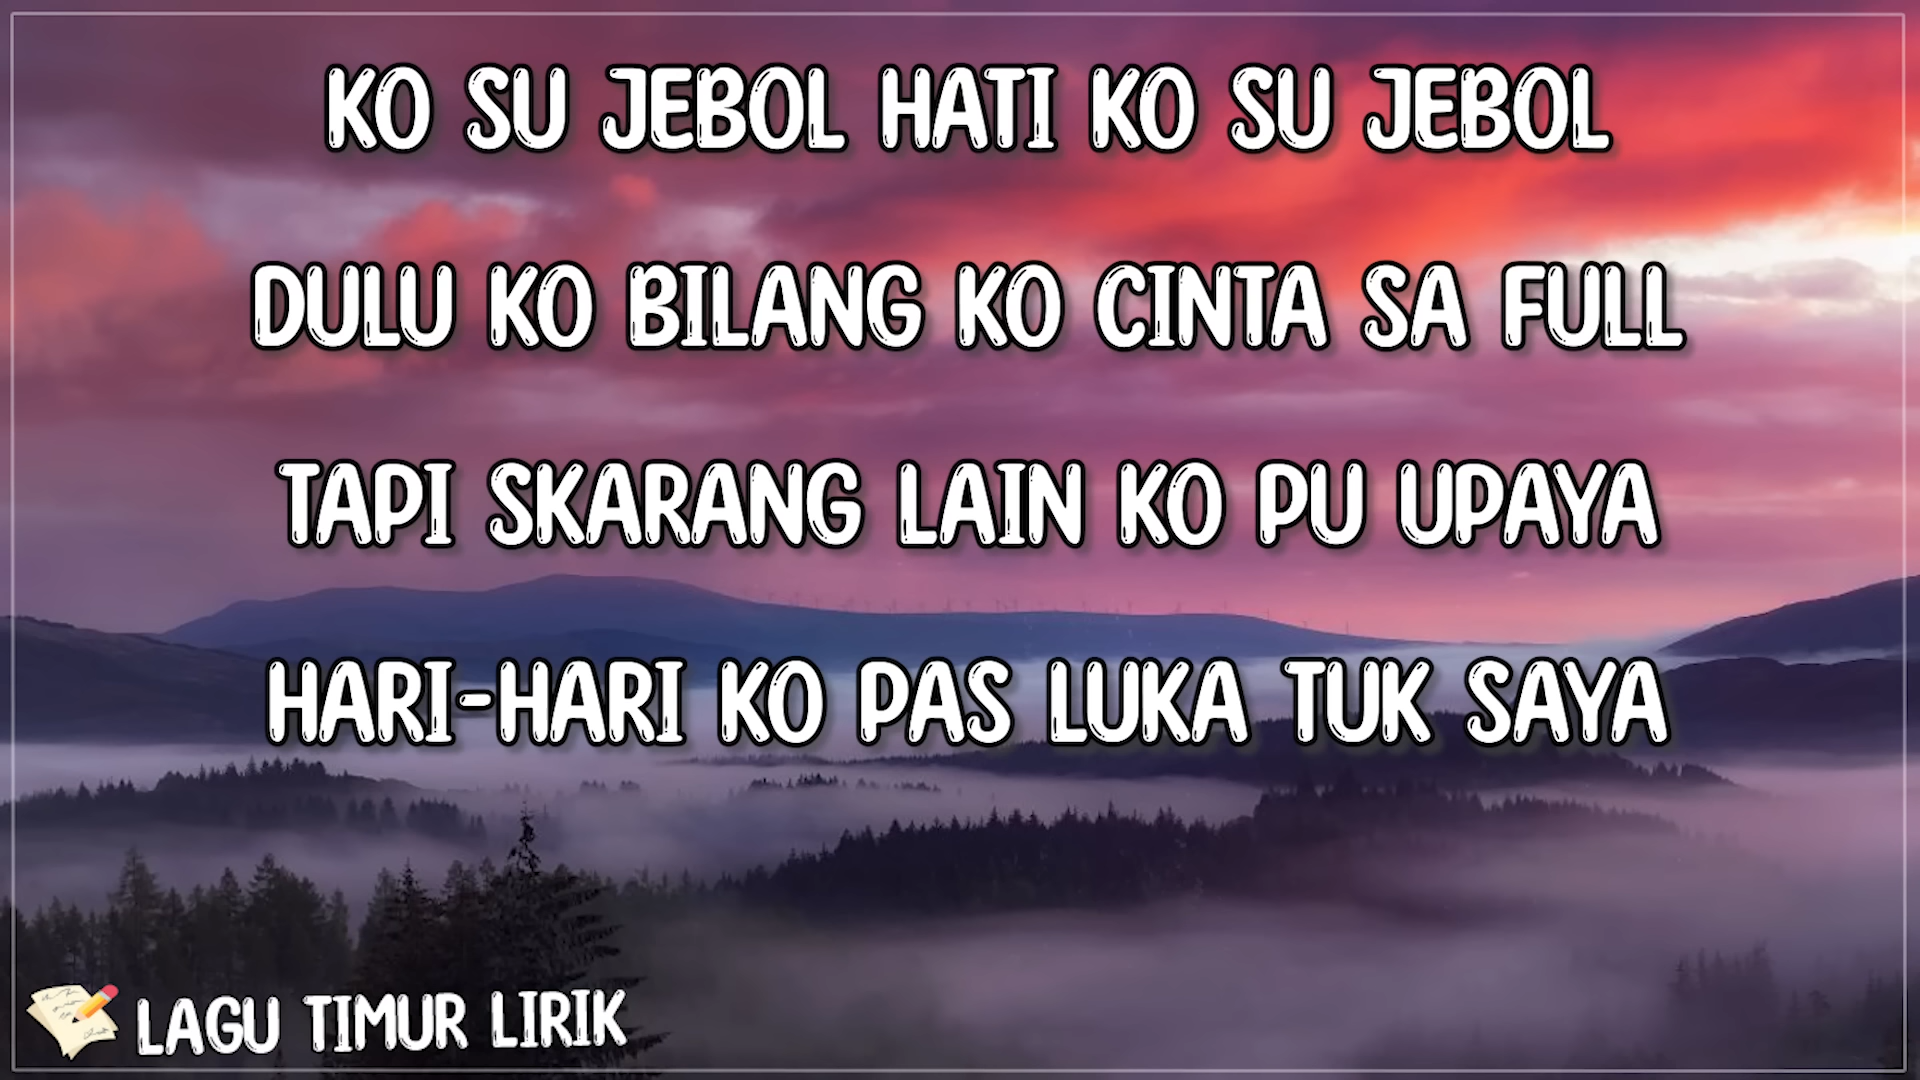 KO SU JEBOL HATI KO SU JEBOL
DULU KO BILANG KO CINTA SA FULL
TAPI SKARANG LAIN KO PU UPAYA
HARI-HARI KO PAS LUKA TUK SAYA
LAGU TIMUR LIRIK